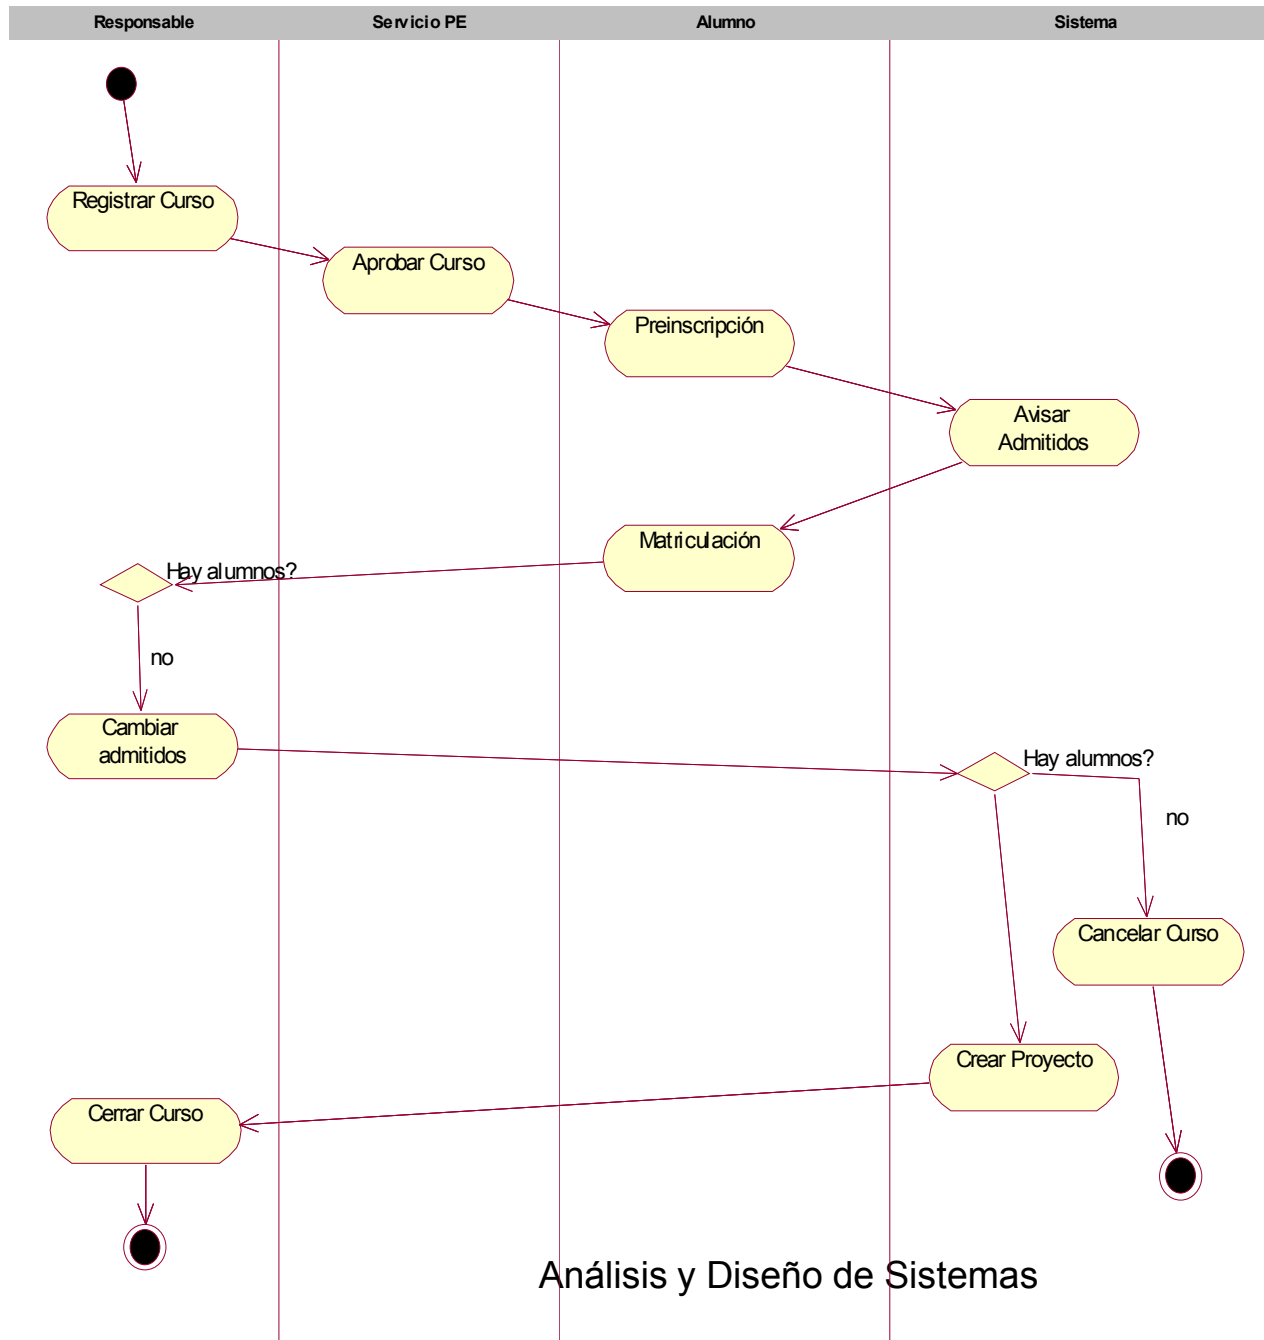 Responsable
Servicio PE
Alumno
Sistema
Registrar Curso
Aprobar Curso
Preinscripción
Avisar
Admitidos
Matriculación
Hay alumnos?
no
Cambiar
admitidos
Hay alumnos?
no
Cancelar Curso
Crear Proyecto
Cerrar Curso
Análisis y Diseño de Sistemas